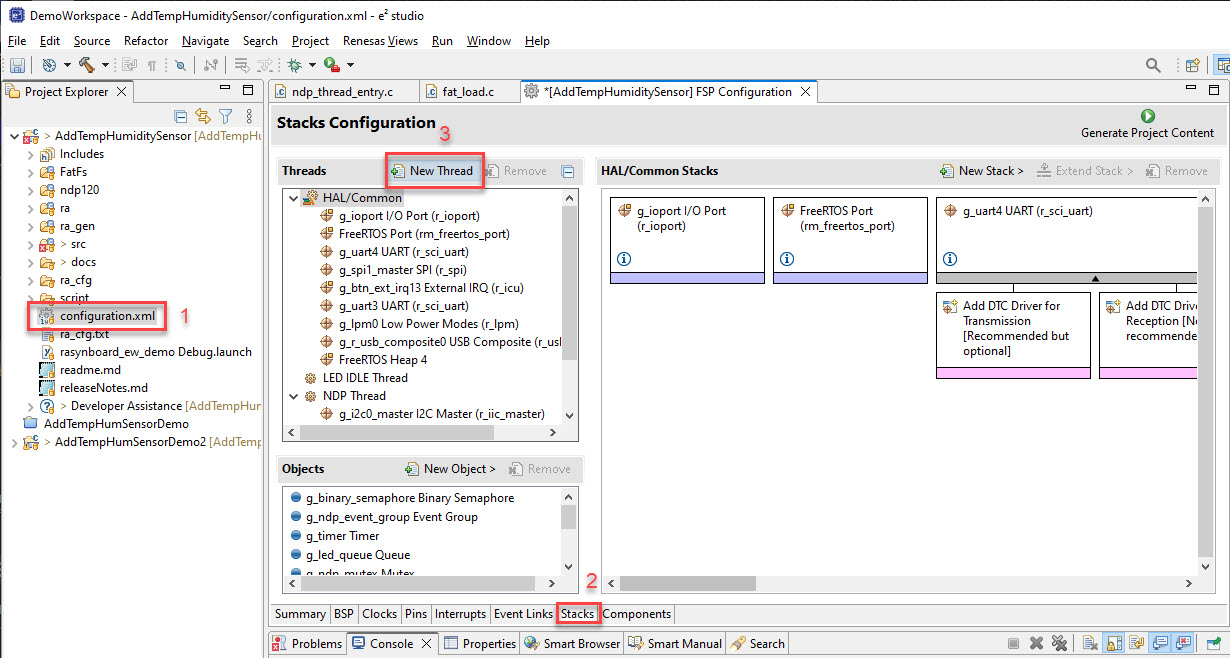 DemoWorkspace - AddTempHumiditySensor/configuration.xml - e² studio
File Edit Source Refactor Navigate Search Project Renesas Views Run Window Help
Project Explorer
AddTempHumiditySensor [AddTempHu
Includes
FatFs
ndp120
ra
ra_gen
> src
> docs
ra_cfg
script
configuration.xml
1
ra_cfg.txt
rasynboard_ew_demo Debug.launch
readme.md
releaseNotes.md
> Developer Assistance [AddTempHum
AddTempHumSensorDemo
> AddTempHumSensorDemo2 [AddTemp
ndp_thread_entry.c
fat_load.c
*[AddTempHumiditySensor] FSP Configuration
Stacks Configuration
3
Generate Project Content
Threads
New Thread
Remove
HAL/Common
g_ioport I/O Port (r_ioport)
FreeRTOS Port (rm_freertos_port)
g_uart4 UART (r_sci_uart)
g_spi1_master SPI (r_spi)
g_btn_ext_irq13 External IRQ (r_icu)
g_uart3 UART (r_sci_uart)
g_lpm0 Low Power Modes (r_lpm)
g_r_usb_composite0 USB Composite (r_usl
FreeRTOS Heap 4
LED IDLE Thread
NDP Thread
g_i2c0_master I2C Master (r_iic_master)
Objects
New Object >
Remove
g_binary_semaphore Binary Semaphore
g_ndp_event_group Event Group
g_timer Timer
g_led_queue Queue
g_ndp_mutex Mutex
HAL/Common Stacks
New Stack >
Extend Stack >
Remove
g_ioport I/O Port
(r_ioport)
FreeRTOS Port
(rm_freertos_port)
g_uart4 UART (r_sci_uart)
Add DTC Driver for
Transmission
[Recommended but
optional]
Add DTC Drive
Reception [N
recommende
2
Summary BSP Clocks Pins Interrupts Event Links Stacks Components
Problems Console Properties Smart Browser Smart Manual Search